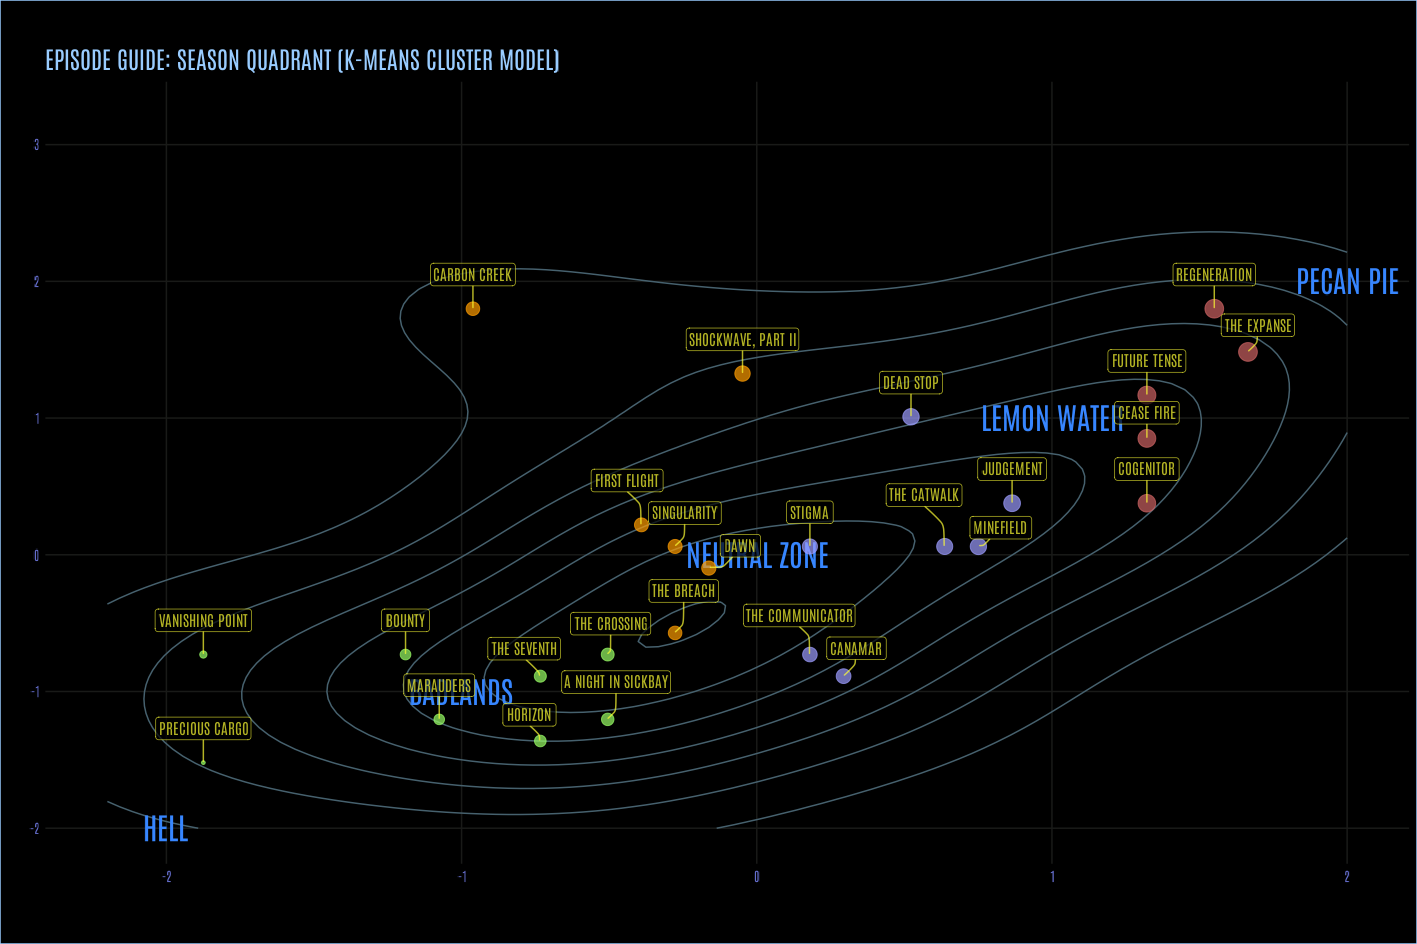 EPISODE GUIDE: SEASON QUADRANT (K-MEANS CLUSTER MODEL)
3
2
1
0
-1
-2
CARBON CREEK
REGENERATION
PECAN PIE
THE EXPANSE
SHOCKWAVE, PART II
FUTURE TENSE
DEAD STOP
LEMON WATER
CEASE FIRE
JUDGEMENT
COGENITOR
FIRST FLIGHT
THE CATWALK
SINGULARITY
STIGMA
MINEFIELD
DAWN
NEUTRAL ZONE
THE BREACH
VANISHING POINT
BOUNTY
THE CROSSING
THE COMMUNICATOR
THE SEVENTH
CANAMAR
A NIGHT IN SICKBAY
MARAUDERS
BADLANDS
HORIZON
PRECIOUS CARGO
HELL
-2
-1
0
1
2